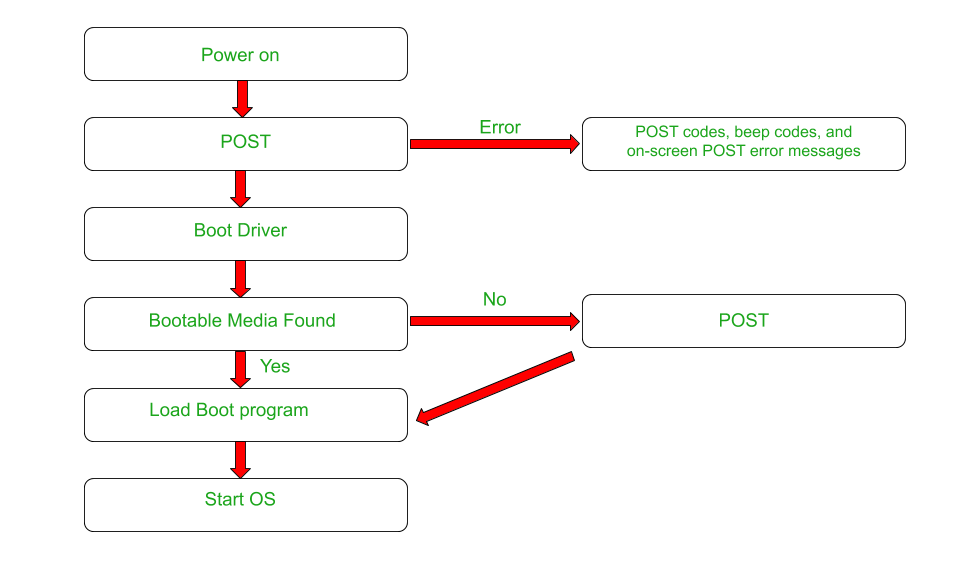 Power on
POST
Error
POST codes, beep codes, and
on-screen POST error messages
Boot Driver
Bootable Media Found
No
POST
Yes
Load Boot program
Start OS